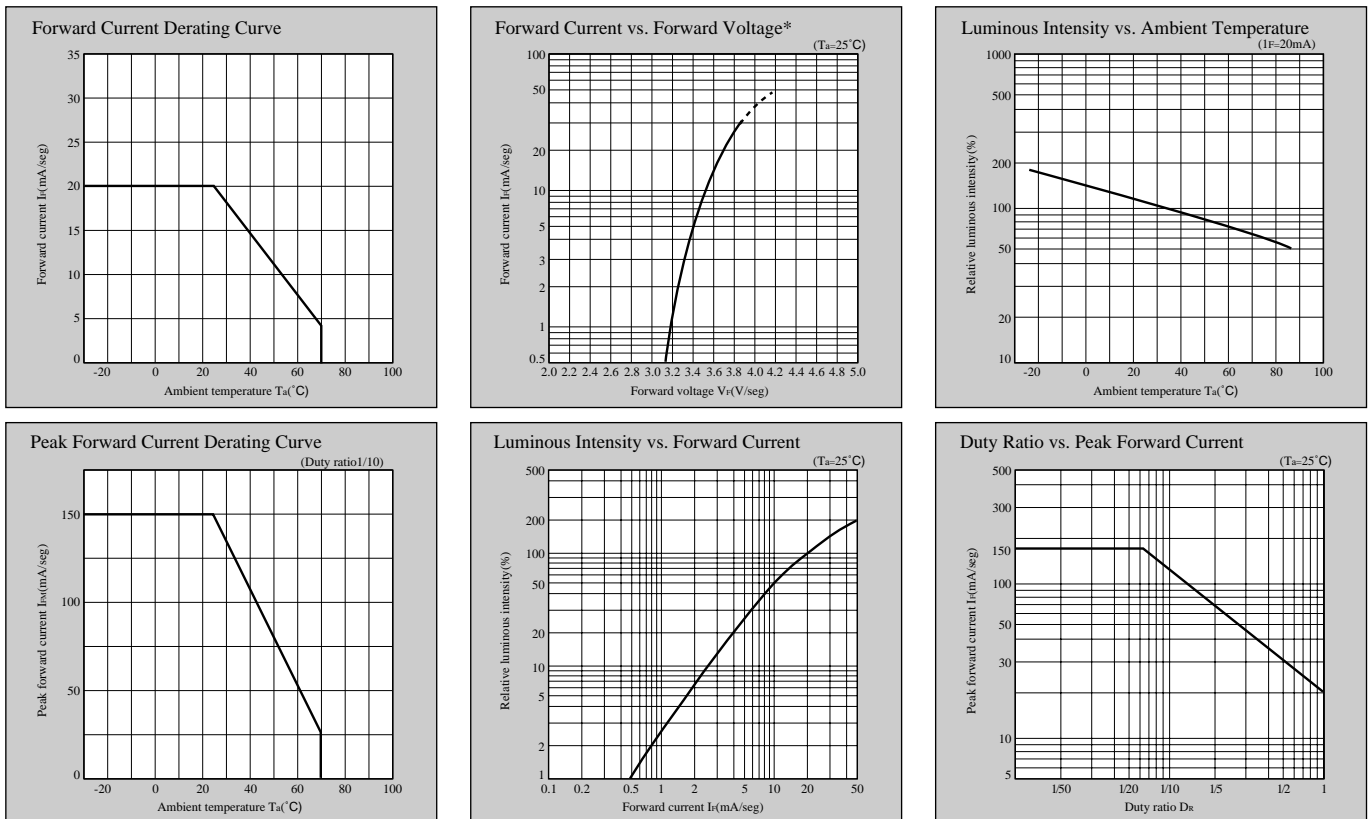 Forward Current Derating Curve
35
30
25
20
15
10
5
0
-20 0 20 40 60 80 100
Forward current IF(mA/seg)
Ambient temperature Ta(˚C)
Forward Current vs. Forward Voltage*
(Ta=25˚C)
100
50
20
10
5
3
2
1
0.5
2.0 2.2 2.4 2.6 2.8 3.0 3.2 3.4 3.6 3.8 4.0 4.2 4.4 4.6 4.8 5.0
Forward current IF(mA/seg)
Forward voltage VF(V/seg)
Luminous Intensity vs. Ambient Temperature
(IF=20mA)
1000
500
200
100
50
20
10
-20 0 20 40 60 80 100
Relative luminous intensity(%)
Ambient temperature Ta(˚C)
Peak Forward Current Derating Curve
(Duty ratio1/10)
150
100
50
0
-20 0 20 40 60 80 100
Peak forward current IFM(mA/seg)
Ambient temperature Ta(˚C)
Luminous Intensity vs. Forward Current
(Ta=25˚C)
500
200
100
50
20
10
5
2
1
0.1 0.2 0.5 1 2 5 10 20 50
Relative luminous intensity(%)
Forward current IF(mA/seg)
Duty Ratio vs. Peak Forward Current
(Ta=25˚C)
500
300
150
100
50
30
10
5
1/50 1/20 1/10 1/5 1/2 1
Peak forward current IF(mA/seg)
Duty ratio DR